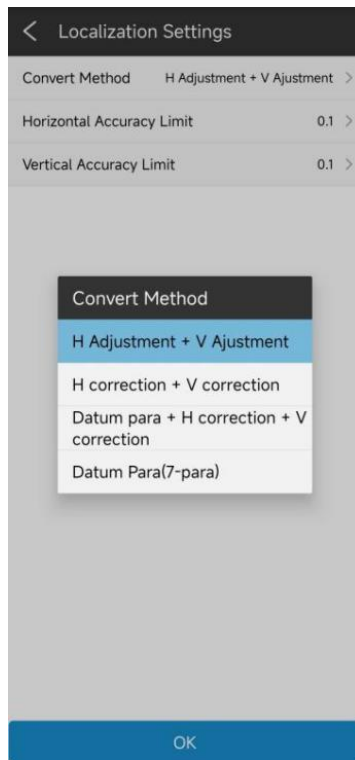 Localization Settings
Convert Method H Adjustment + V Ajustment >
Horizontal Accuracy Limit 0.1 >
Vertical Accuracy Limit 0.1 >
Convert Method
H Adjustment + V Ajustment
H correction + V correction
Datum para + H correction + V
correction
Datum Para(7-para)
OK